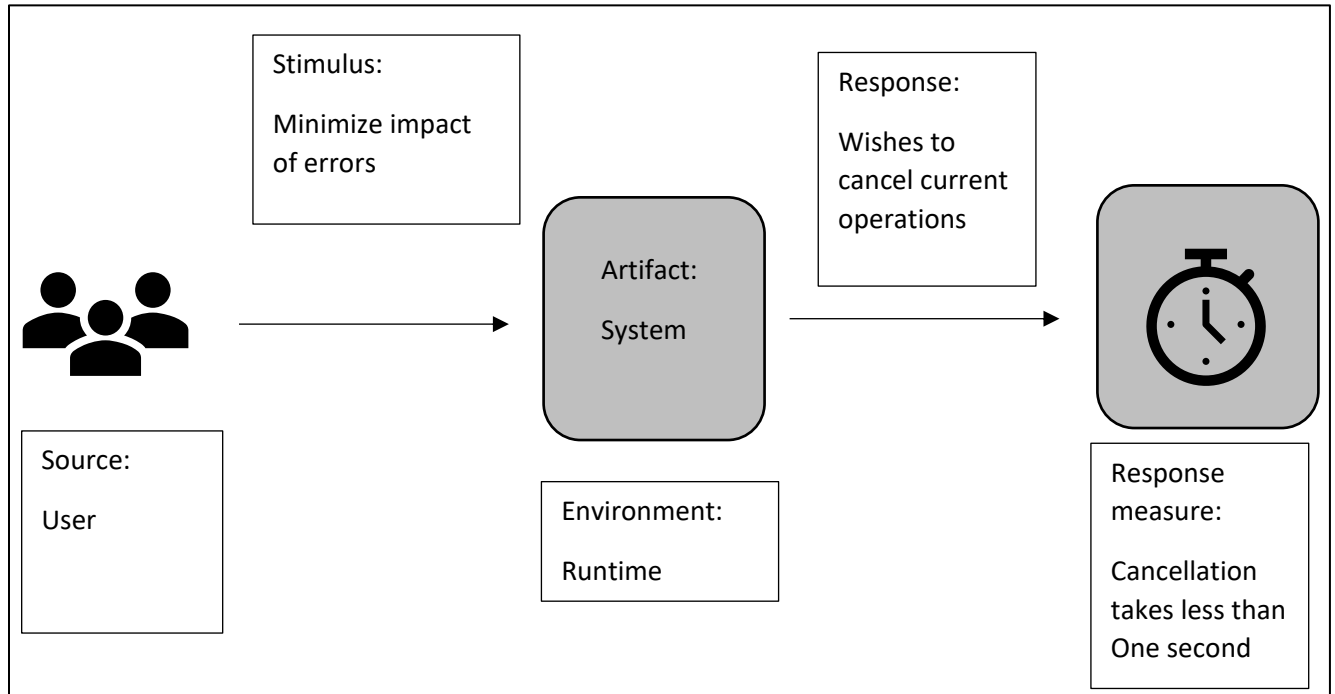 Stimulus:
Minimize impact
of errors
Response:
Wishes to
cancel current
operations
Artifact:
System
Source:
User
Environment:
Runtime
Response
measure:
Cancellation
takes less than
One second